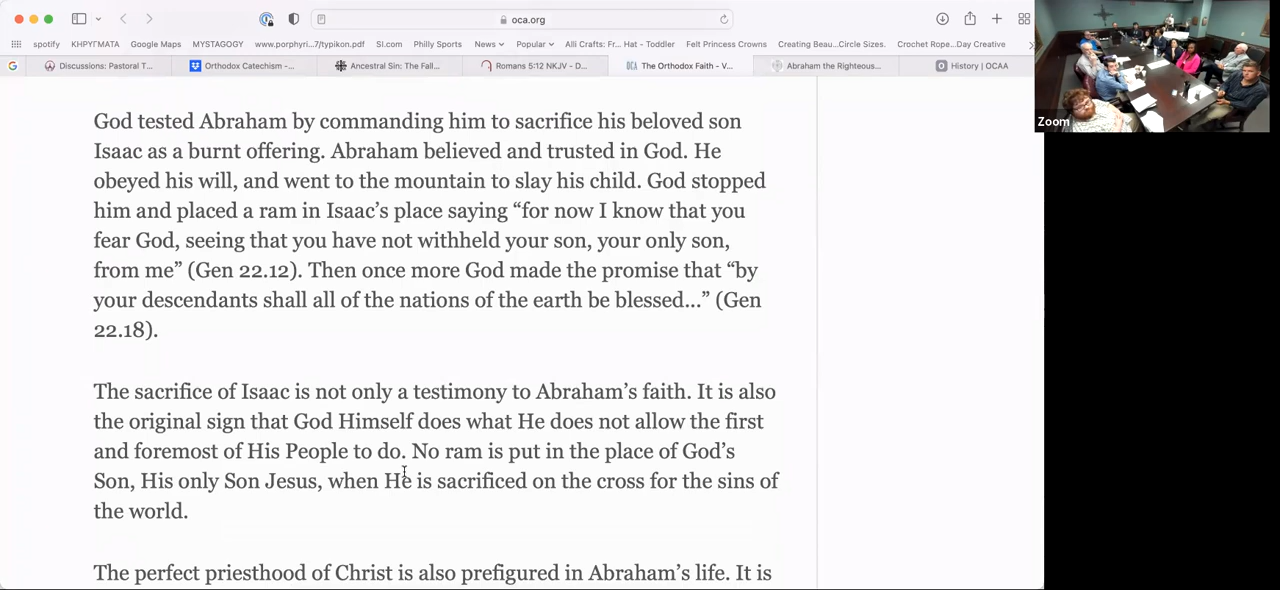 oca.org
spotify
ΚΗΡΥΓΜΑΤΑ
Google Maps
MYSTAGOGY
www.porphyri...7/typikon.pdf
SI.com
Philly Sports
News
Popular
Alli Crafts: Fr... Hat - Toddler
Felt Princess Crowns
Creating Beau...Circle Sizes.
Crochet Rope...Day Creative
Discussions: Pastoral T...
Orthodox Catechism -...
Ancestral Sin: The Fall...
Romans 5:12 NKJV - D...
OCA The Orthodox Faith - V...
Abraham the Righteous...
History | OCAA
Zoom
God tested Abraham by commanding him to sacrifice his beloved son
Isaac as a burnt offering. Abraham believed and trusted in God. He
obeyed his will, and went to the mountain to slay his child. God stopped
him and placed a ram in Isaac’s place saying “for now I know that you
fear God, seeing that you have not withheld your son, your only son,
from me” (Gen 22.12). Then once more God made the promise that “by
your descendants shall all of the nations of the earth be blessed...” (Gen
22.18).
The sacrifice of Isaac is not only a testimony to Abraham’s faith. It is also
the original sign that God Himself does what He does not allow the first
and foremost of His People to do. No ram is put in the place of God’s
Son, His only Son Jesus, when He is sacrificed on the cross for the sins of
the world.
The perfect priesthood of Christ is also prefigured in Abraham’s life. It is